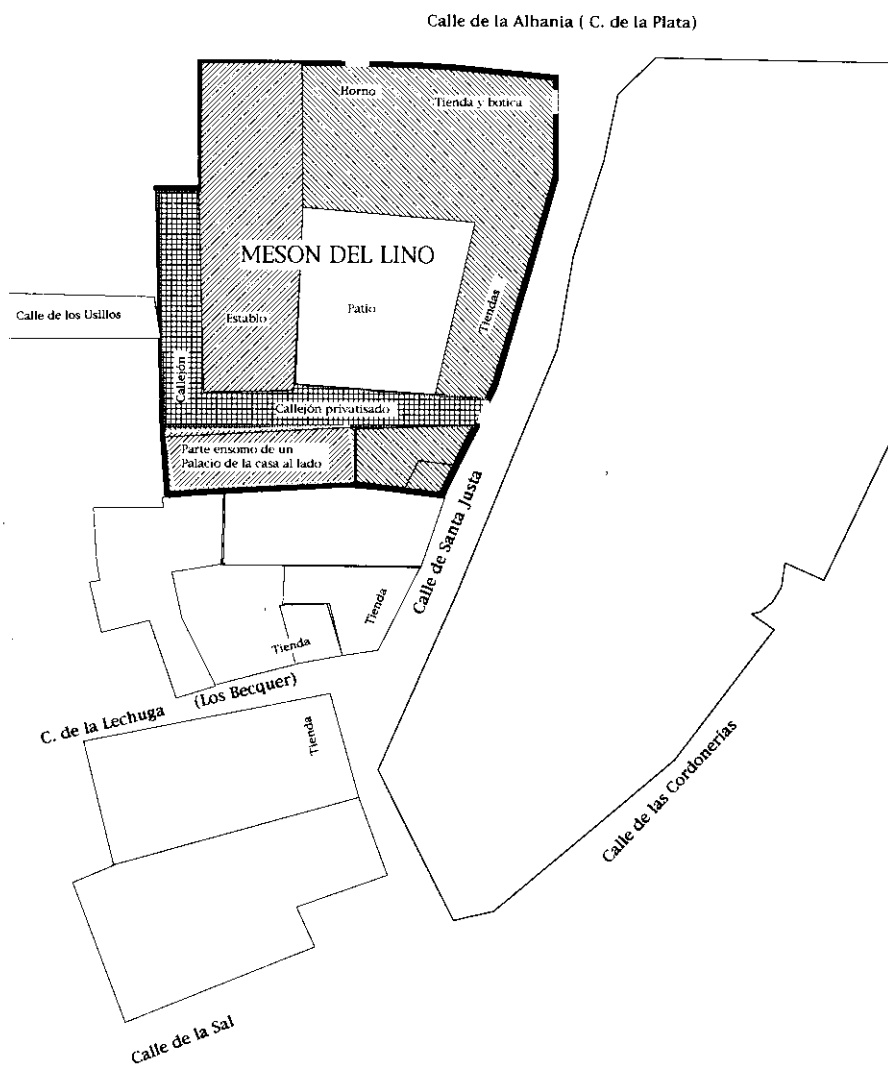 Calle de la Alhania ( C. de la Plata)
Horno
Tienda y botica
MESON DEL LINO
Calle de los Usillos
Establo
Patio
Tiendas
Callejón
Callejón privatisado
Parte ensomo de un
Palacio de la casa al lado
Calle de Santa Justa
Tienda
Tienda
C. de la Lechuga
(Los Becquer)
Tienda
Calle de las Cordonerías
Calle de la Sal